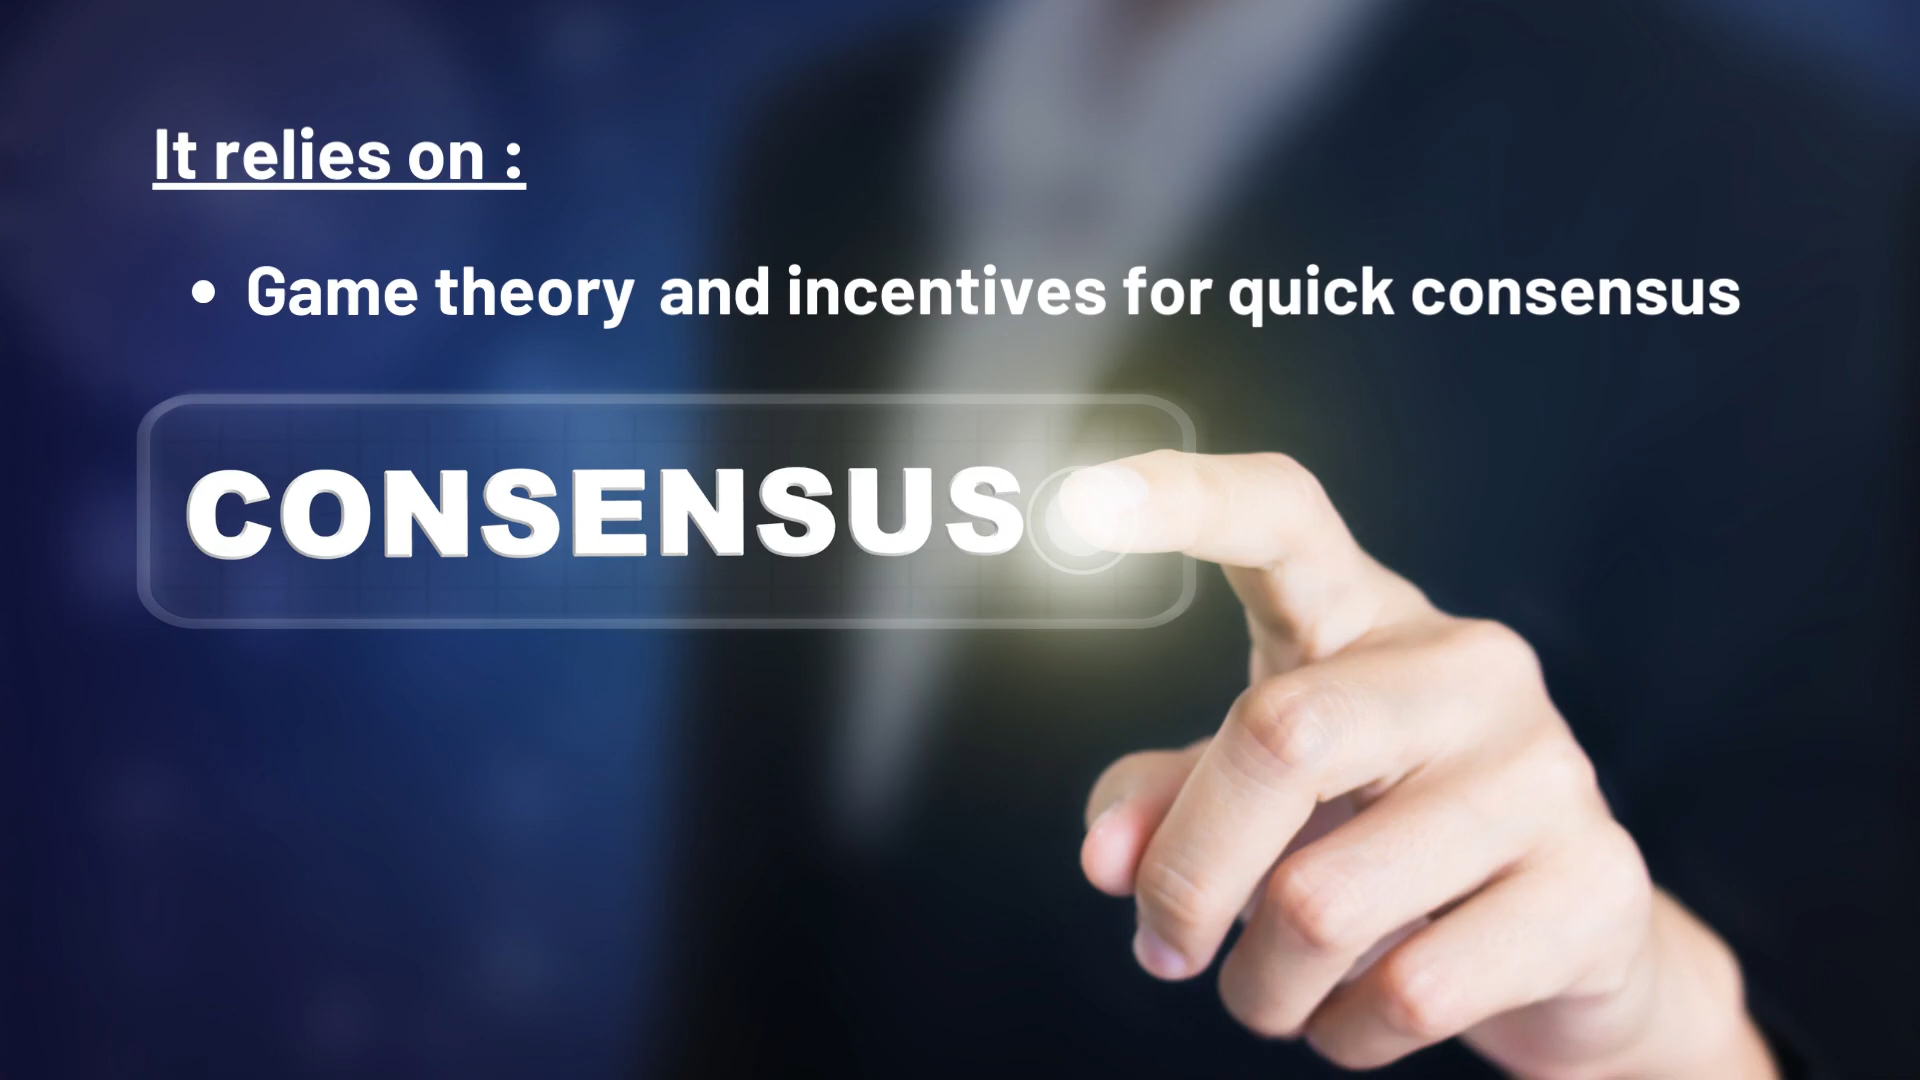 It relies on :
• Game theory and incentives for quick consensus
CONSENSUS